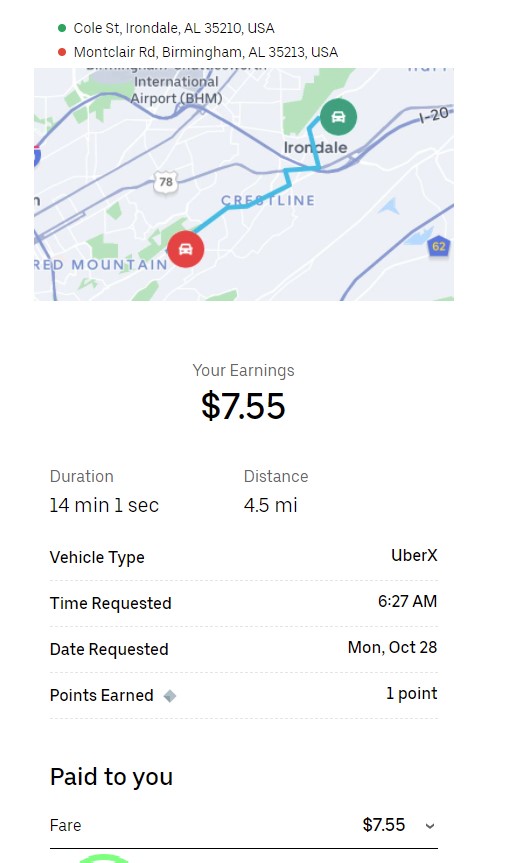 Cole St, Irondale, AL 35210, USA
Montclair Rd, Birmingham, AL 35213, USA
International
Airport (BHM)
I-20
Irondale
78
CRESTLINE
62
RED MOUNTAIN
Your Earnings
$7.55
Duration
Distance
14 min 1 sec
4.5 mi
Vehicle Type
UberX
Time Requested
6:27 AM
Date Requested
Mon, Oct 28
Points Earned
1 point
Paid to you
Fare
$7.55